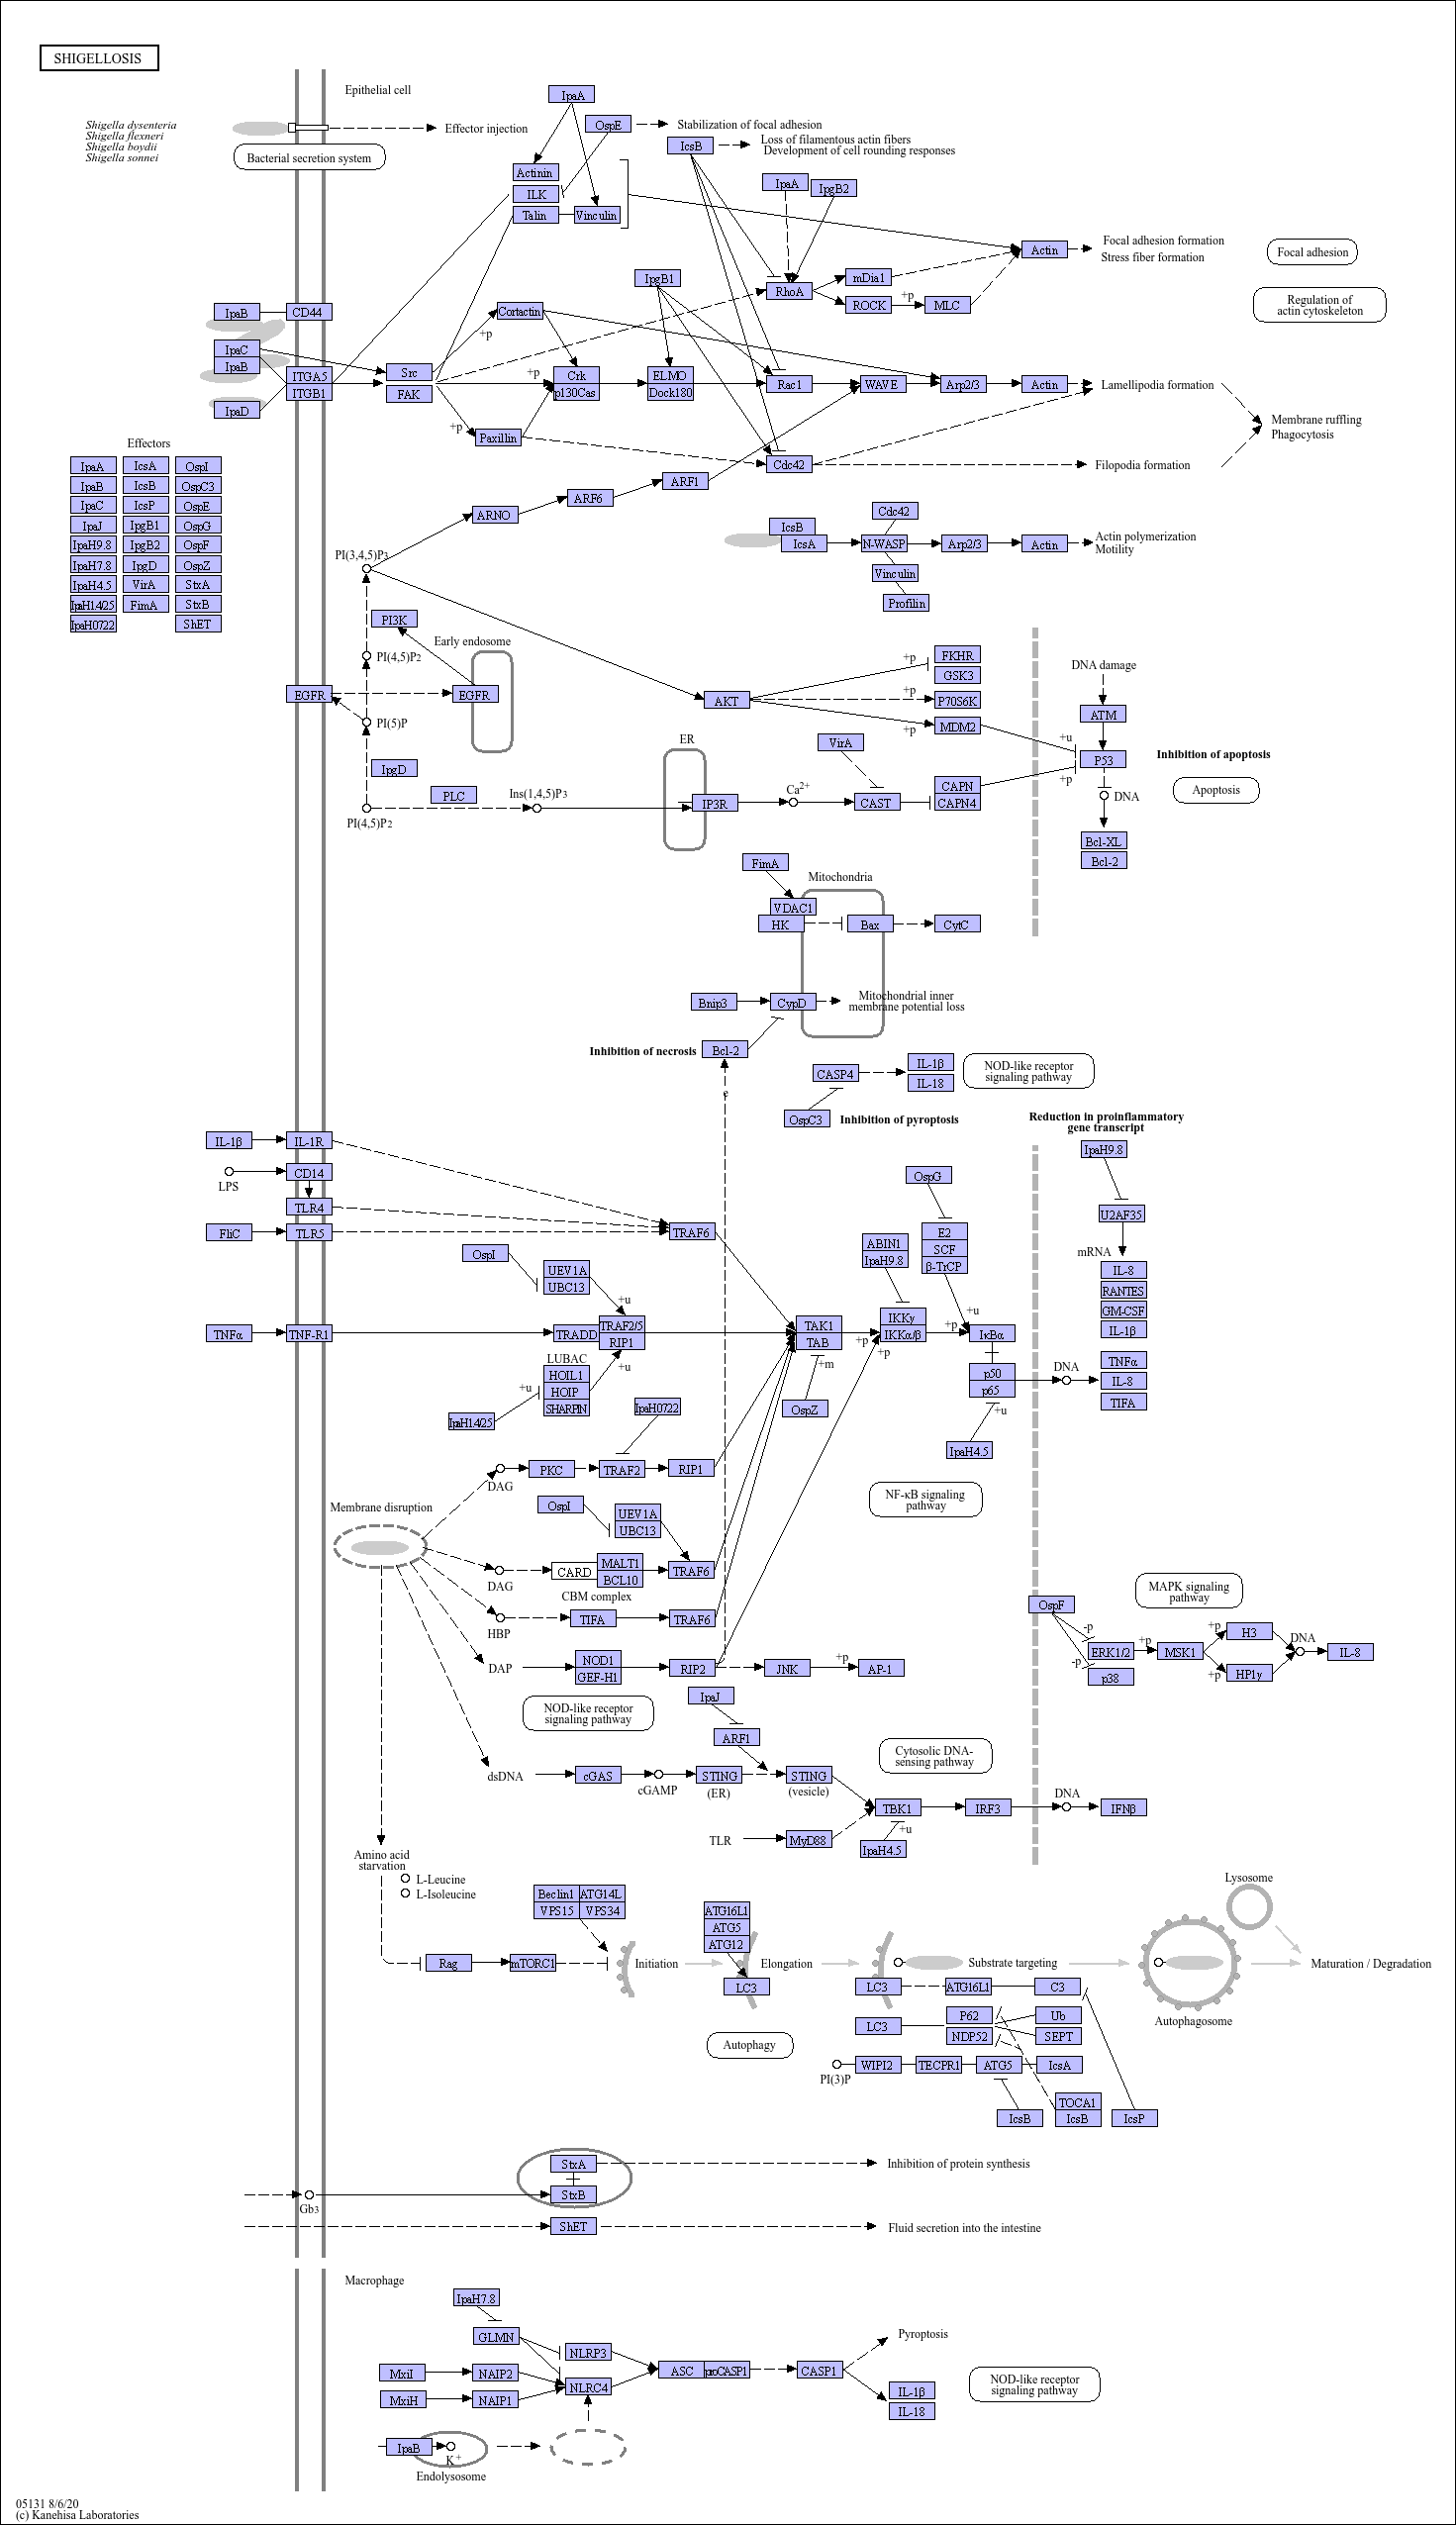 SHIGELLOSIS
Epithelial cell
Shigella dysenteria
Shigella flexneri
Shigella boydii
Shigella sonnei
Effector injection
Bacterial secretion system
IpaA
OspE
Stabilization of focal adhesion
IcsB
Loss of filamentous actin fibers
Development of cell rounding responses
Actinin
ILK
Talin
Vinculin
IpaA
IpgB2
Actin
Focal adhesion formation
Stress fiber formation
Focal adhesion
IpgB1
RhoA
mDia1
ROCK
+p
MLC
Regulation of
actin cytoskeleton
IpaB
CD44
Cortactin
+p
IpaC
IpaB
IpaD
ITGA5
ITGB1
Src
FAK
+p
Crk
p130Cas
ELMO
Dock180
Rac1
WAVE
Arp2/3
Actin
Lamellipodia formation
+p
Paxillin
Membrane ruffling
Phagocytosis
Cdc42
Filopodia formation
Effectors
IpaA
IcsA
OspI
IpaB
IcsB
OspC3
IpaC
IcsP
OspE
IpaJ
IpgB1
OspG
IpaH9.8
IpgB2
OspF
IpaH7.8
IpgD
OspZ
IpaH4.5
VirA
StxA
IpaH1.4/2.5
FimA
StxB
IpaH0722
ShET
ARNO
ARF6
ARF1
IcsB
IcsA
Cdc42
N-WASP
Vinculin
Profilin
Arp2/3
Actin
Actin polymerization
Motility
PI(3,4,5)P3
PI3K
Early endosome
PI(4,5)P2
EGFR
EGFR
PI(5)P
IpgD
PLC
PI(4,5)P2
Ins(1,4,5)P3
ER
IP3R
Ca2+
AKT
+p
FKHR
GSK3
+p
P70S6K
+p
MDM2
VirA
CAST
CAPN
CAPN4
DNA damage
ATM
+u
P53
+p
DNA
Bcl-XL
Bcl-2
Inhibition of apoptosis
Apoptosis
FimA
Mitochondria
VDAC1
HK
Bax
CytC
Bnip3
CypD
Mitochondrial inner
membrane potential loss
Inhibition of necrosis
Bcl-2
e
CASP4
IL-1β
IL-18
NOD-like receptor
signaling pathway
OspC3
Inhibition of pyroptosis
Reduction in proinflammatory
gene transcript
IL-1β
IL-1R
LPS
CD14
TLR4
FliC
TLR5
TRAF6
IpaH9.8
U2AF35
mRNA
IL-8
RANTES
GM-CSF
IL-1β
OspG
ABIN1
IpaH9.8
E2
SCF
β-TrCP
OspI
UEV1A
UBC13
+u
TNFα
TNF-R1
TRADD
TRAF2/5
RIP1
TAK1
TAB
+p
+p
IKKγ
IKKα/β
+p
+u
IκBα
LUBAC
HOIL1
HOIP
SHARPIN
+u
+u
IpaH1.4/2.5
+m
OspZ
p50
p65
DNA
TNFα
IL-8
TIFA
IpaH0722
+u
IpaH4.5
DAG
PKC
TRAF2
RIP1
NF-κB signaling
pathway
Membrane disruption
OspI
UEV1A
UBC13
DAG
CARD
MALT1
BCL10
TRAF6
CBM complex
HBP
TIFA
TRAF6
DAP
NOD1
GEF-H1
RIP2
JNK
+p
AP-1
MAPK signaling
pathway
OspF
-p
-p
ERK1/2
p38
+p
MSK1
+p
+p
H3
HP1γ
DNA
IL-8
NOD-like receptor
signaling pathway
IpaJ
ARF1
Cytosolic DNA-
sensing pathway
dsDNA
cGAS
cGAMP
STING
(ER)
STING
(vesicle)
TBK1
IRF3
DNA
IFNβ
TLR
MyD88
+u
IpaH4.5
Amino acid
starvation
L-Leucine
L-Isoleucine
Beclin1
ATG14L
VPS15
VPS34
ATG16L1
ATG5
ATG12
Lysosome
Rag
mTORC1
Initiation
Elongation
LC3
Substrate targeting
Maturation / Degradation
LC3
ATG16L1
C3
P62
NDP52
Ub
SEPT
LC3
Autophagosome
Autophagy
PI(3)P
WIPI2
TECPR1
ATG5
IcsA
IcsB
TOCA1
IcsB
IcsP
StxA
Inhibition of protein synthesis
StxB
Gb3
ShET
Fluid secretion into the intestine
Macrophage
IpaH7.8
GLMN
NLRP3
Pyroptosis
MxiI
NAIP2
NLRC4
ASC
proCASP1
CASP1
MxiH
NAIP1
IL-1β
IL-18
NOD-like receptor
signaling pathway
IpaB
K+
Endolysosome
05131 8/6/20
(c) Kanehisa Laboratories